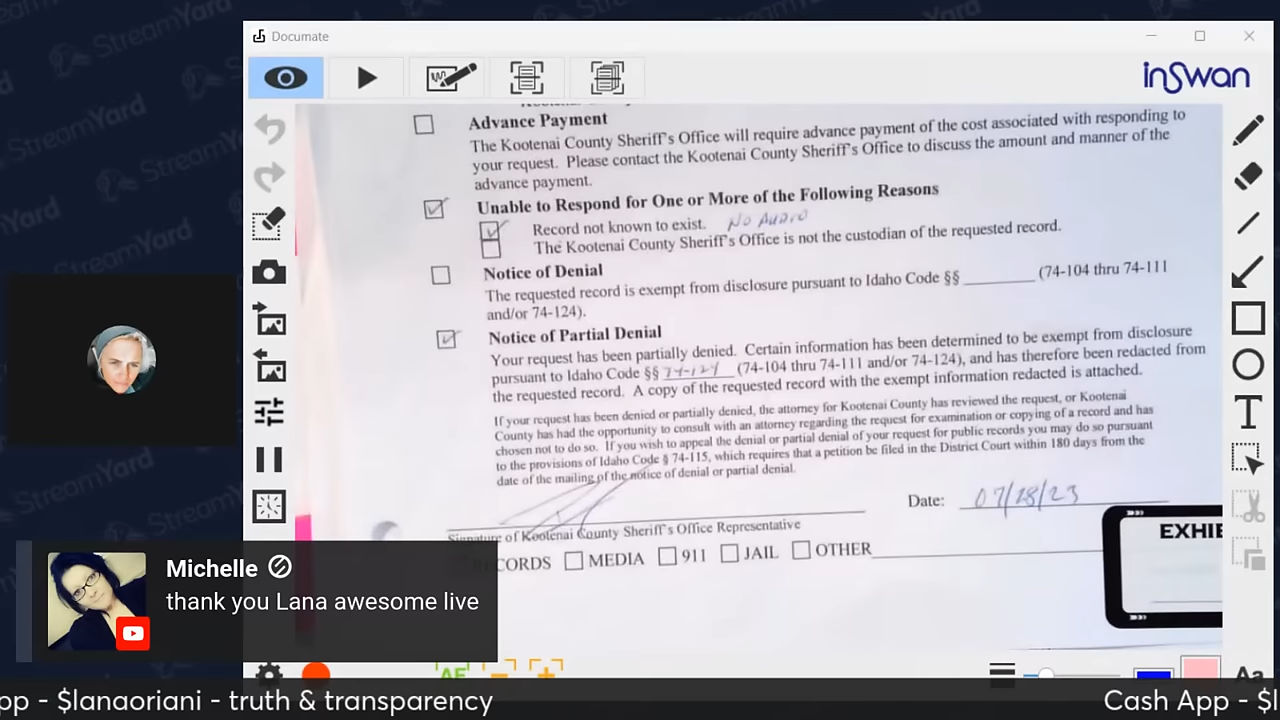 StreamYard
Documate
inSwan
Advance Payment
The Kootenai County Sheriff's Office will require advance payment of the cost associated with responding to
your request. Please contact the Kootenai County Sheriff's Office to discuss the amount and manner of the
advance payment.
Unable to Respond for One or More of the Following Reasons
Record not known to exist. No Audio
The Kootenai County Sheriff's Office is not the custodian of the requested record.
Notice of Denial
The requested record is exempt from disclosure pursuant to Idaho Code §§ ________ (74-104 thru 74-111
and/or 74-124).
Notice of Partial Denial
Your request has been partially denied. Certain information has been determined to be exempt from disclosure
pursuant to Idaho Code §§ 74-124 (74-104 thru 74-111 and/or 74-124), and has therefore been redacted from
the requested record. A copy of the requested record with the exempt information redacted is attached.
If your request has been denied or partially denied, the attorney for Kootenai County has reviewed the request, or Kootenai
County has had the opportunity to consult with an attorney regarding the request for examination or copying of a record and has
chosen not to do so. If you wish to appeal the denial or partial denial of your request for public records you may do so pursuant
to the provisions of Idaho Code § 74-115, which requires that a petition be filed in the District Court within 180 days from the
date of the mailing of the notice of denial or partial denial.
Date: 07/28/23
Signature of Kootenai County Sheriff's Office Representative
EXHIE
ECORDS MEDIA 911 JAIL OTHER
Michelle
thank you Lana awesome live
AF
Aa
pp - $lanaoriani - truth & transparency
Cash App - $l